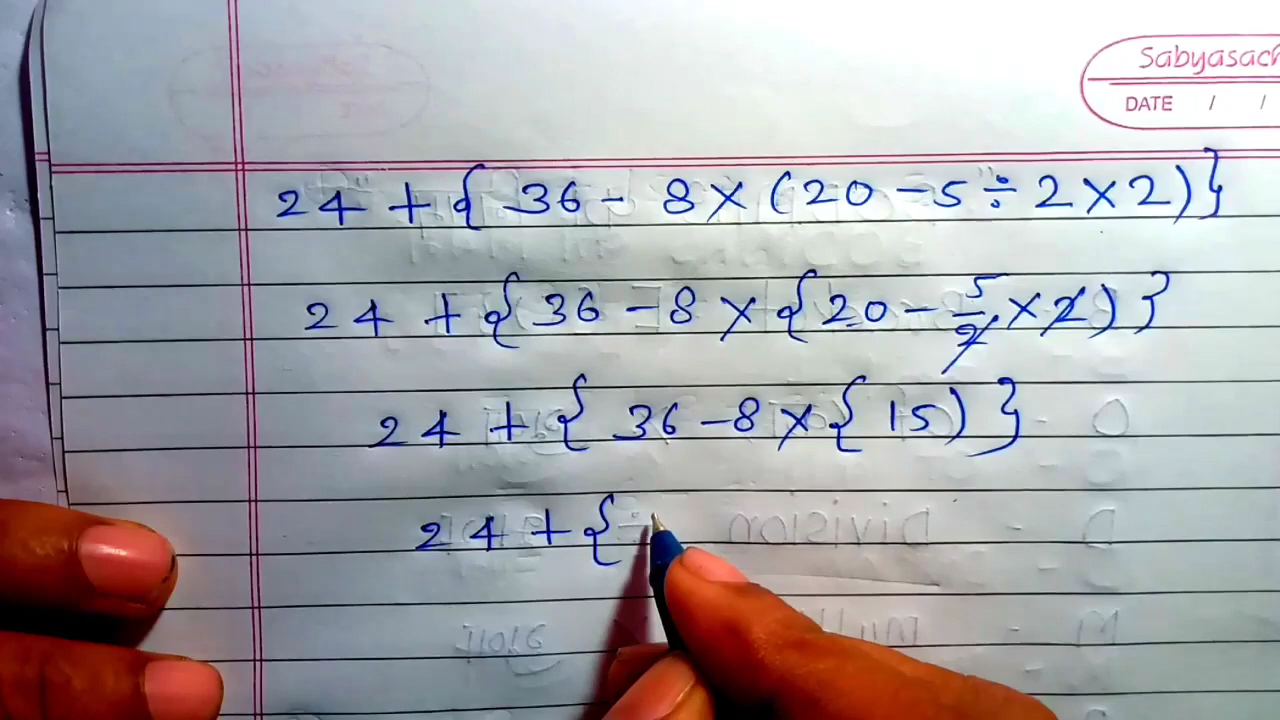 Sabyasach
DATE / /
24 + { 36 - 8 × (20 - 5 ÷ 2 × 2) }
24 + { 36 - 8 × { 20 - 5/2 × 2 ) }
24 + { 36 - 8 × { 15 ) }
24 + {